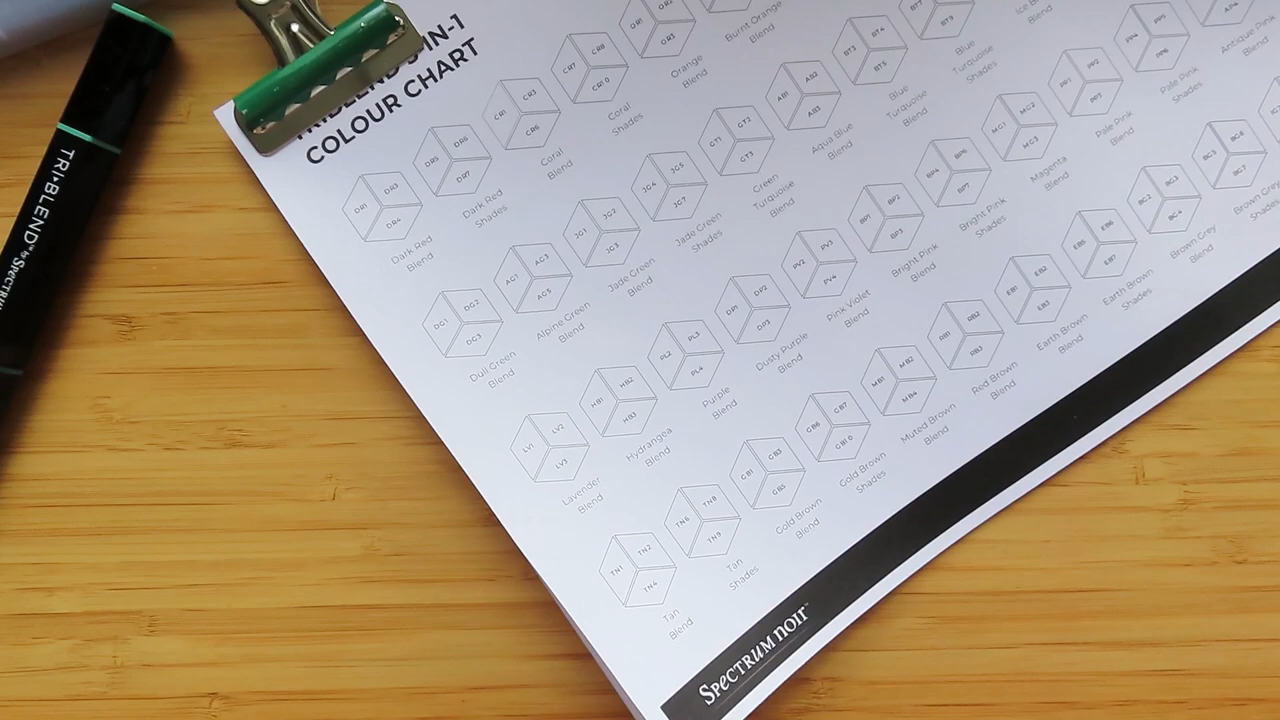 TRI•BLEND™ by SPECTRUM
IN-1
COLOUR CHART
DR1 DR3 DR4
Dark Red
Blend
DR5 DR6 DR7
Dark Red
Shades
CR1 CR3 CR6
Coral
Blend
CR7 CR8 CR10
Coral
Shades
OR1 OR2 OR3
Orange
Blend
Burnt Orange
Blend
DG1 DG2 DG3
Dull Green
Blend
AG1 AG3 AG5
Alpine Green
Blend
JG1 JG2 JG3
Jade Green
Blend
JG4 JG5 JG7
Jade Green
Shades
GT1 GT2 GT3
Green
Turquoise
Blend
AB1 AB2 AB3
Aqua Blue
Blend
BT3 BT4 BT5
Blue
Turquoise
Blend
BT7 BT9
Blue
Turquoise
Shades
Blend
LV1 LV2 LV3
Lavender
Blend
HB1 HB2 HB3
Hydrangea
Blend
PL2 PL3 PL4
Purple
Blend
DP1 DP2 DP3
Dusty Purple
Blend
PV2 PV3 PV4
Pink Violet
Blend
BP1 BP2 BP3
Bright Pink
Blend
BP4 BP6 BP7
Bright Pink
Shades
MG1 MG2 MG3
Magenta
Blend
PP1 PP2 PP3
Pale Pink
Blend
PP4 PP5 PP6
Pale Pink
Shades
Antique Pink
TN1 TN2 TN4
Tan
Blend
TN6 TN8 TN9
Tan
Shades
GB1 GB3 GB5
Gold Brown
Blend
GB6 GB7 GB10
Gold Brown
Shades
MB1 MB2 MB4
Muted Brown
Blend
RB1 RB2 RB3
Red Brown
Blend
EB1 EB2 EB3
Earth Brown
Blend
EB5 EB6 EB7
Earth Brown
Shades
BG2 BG3 BG4
Brown Grey
Blend
Brown Grey
SPECTRUM NOIR™